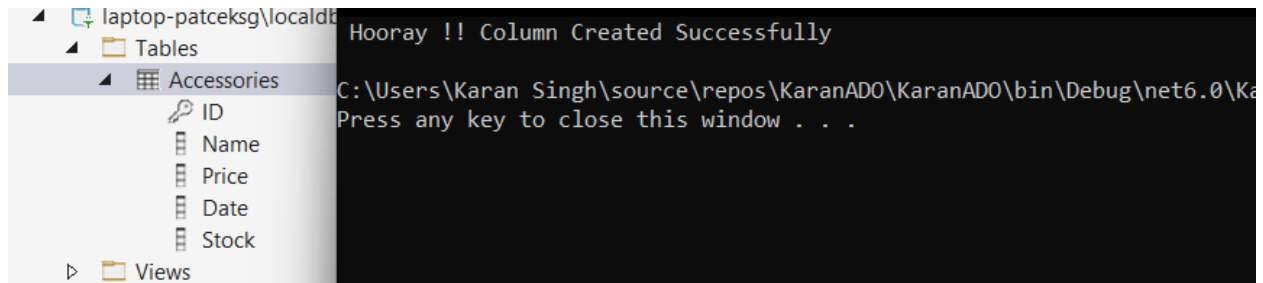 laptop-patceksg\localdb
Tables
Accessories
ID
Name
Price
Date
Stock
Views
Hooray !! Column Created Successfully
C:\Users\Karan Singh\source\repos\KaranADO\KaranADO\bin\Debug\net6.0\Ka
Press any key to close this window . . .